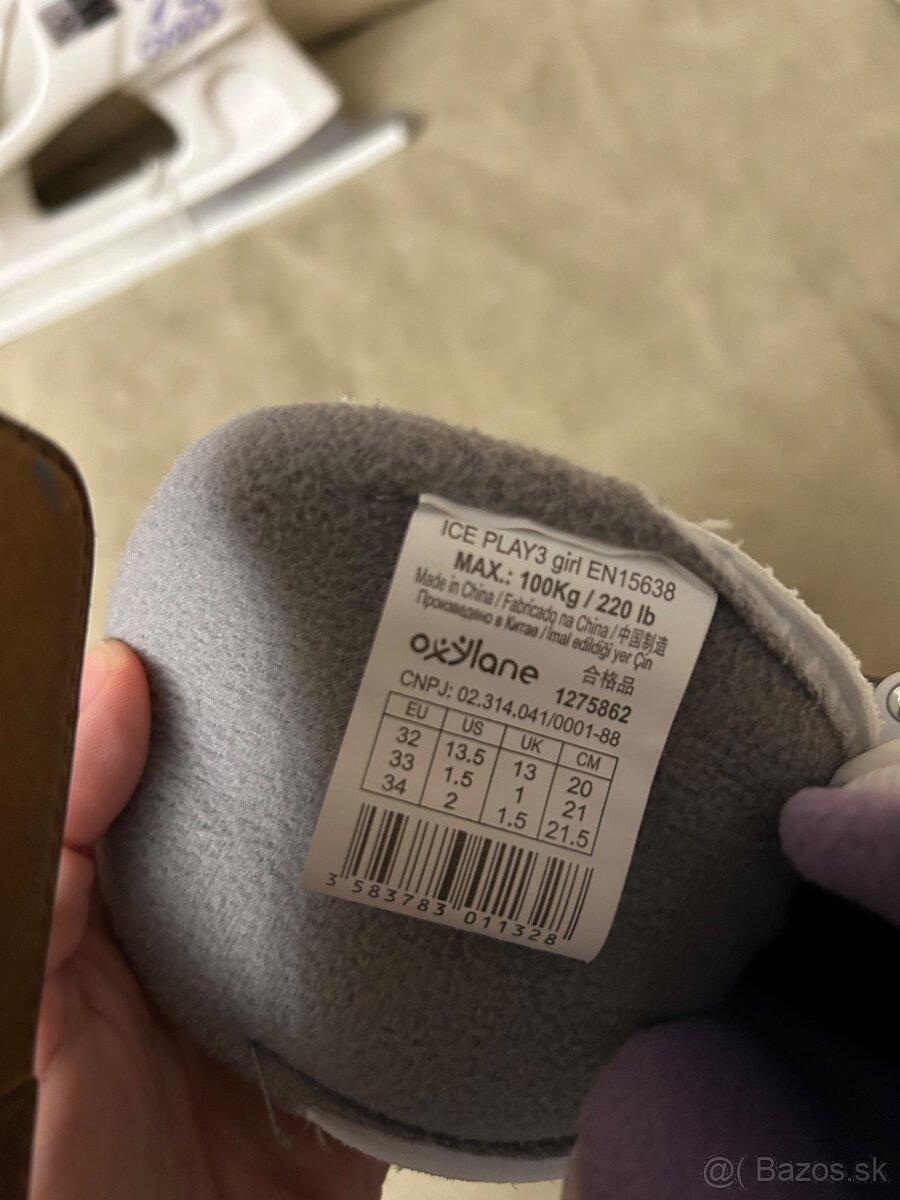 ICE PLAY3 girl EN15638
MAX.: 100Kg / 220 lb
Made in China / Fabricado na China / 中国制造
Произведено в Китае / İmal edildiği yer Çin
oxylane 合格品
1275862
CNPJ: 02.314.041/0001-88
EU US UK CM
32 13.5 13 20
33 1.5 1 21
34 2 1.5 21.5
3 583783 011328
@( Bazos.sk